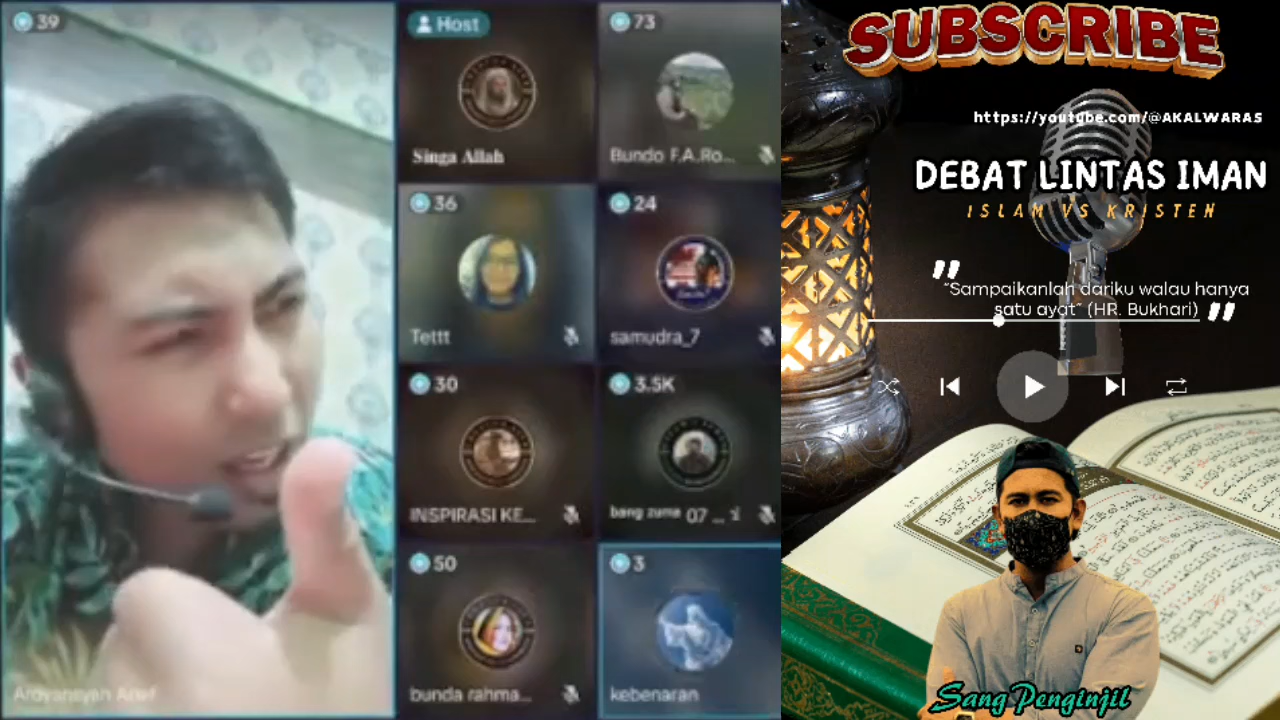 39
Host
Singa Allah
73
Bundo F.A.Ro...
36
Tettt
24
samudra_7
30
INSPIRASI KE...
3.5K
bang zuma 07 ...
50
bunda rahma...
3
kebenaran
SUBSCRIBE
https://youtube.com/@AKALWARAS
DEBAT LINTAS IMAN
ISLAM VS KRISTEN
"
"Sampaikanlah dariku walau hanya
satu ayat" (HR. Bukhari)
"
Sang Penginjil